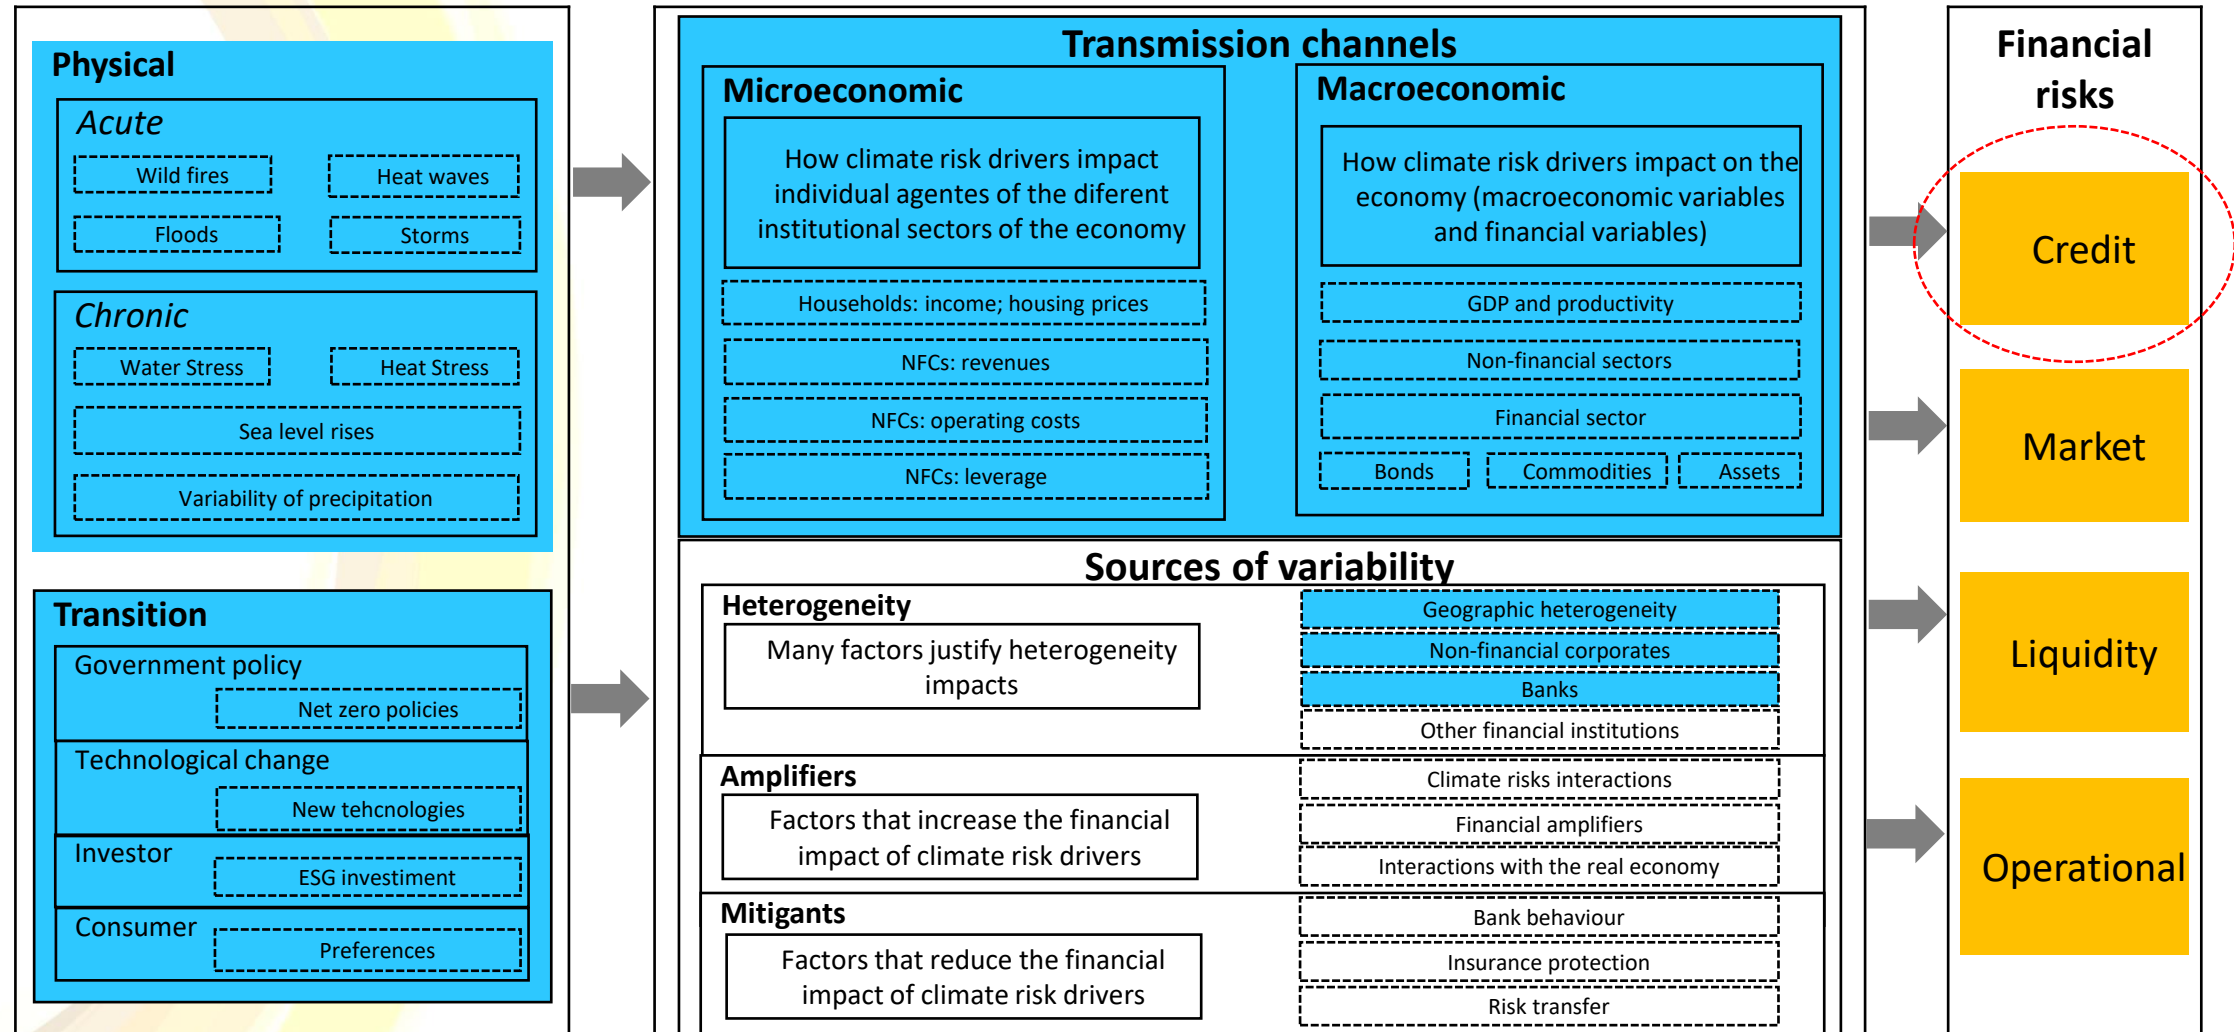 Physical
Acute
Wild fires
Heat waves
Floods
Storms
Chronic
Water Stress
Heat Stress
Sea level rises
Variability of precipitation
Transition
Government policy
Net zero policies
Technological change
New tehcnologies
Investor
ESG investiment
Consumer
Preferences
Transmission channels
Microeconomic
How climate risk drivers impact
individual agentes of the diferent
institutional sectors of the economy
Households: income; housing prices
NFCs: revenues
NFCs: operating costs
NFCs: leverage
Macroeconomic
How climate risk drivers impact on the
economy (macroeconomic variables
and financial variables)
GDP and productivity
Non-financial sectors
Financial sector
Bonds
Commodities
Assets
Sources of variability
Heterogeneity
Many factors justify heterogeneity
impacts
Geographic heterogeneity
Non-financial corporates
Banks
Other financial institutions
Amplifiers
Factors that increase the financial
impact of climate risk drivers
Climate risks interactions
Financial amplifiers
Interactions with the real economy
Mitigants
Factors that reduce the financial
impact of climate risk drivers
Bank behaviour
Insurance protection
Risk transfer
Financial
risks
Credit
Market
Liquidity
Operational